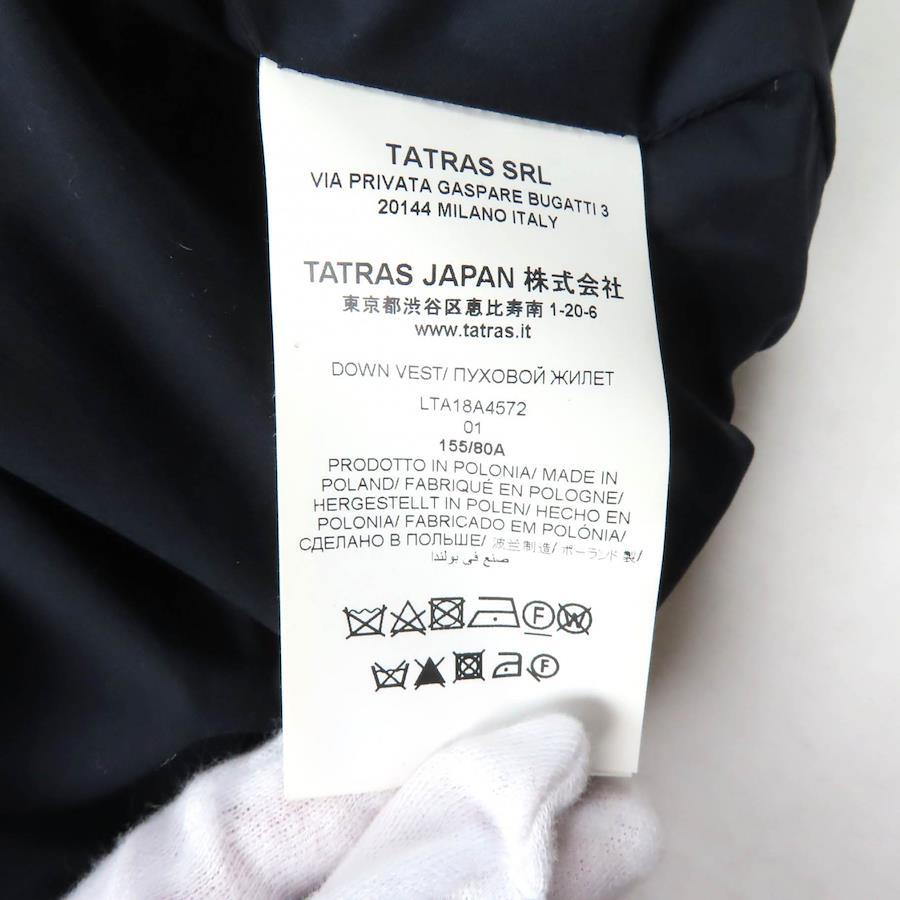 TATRAS SRL
VIA PRIVATA GASPARE BUGATTI 3
20144 MILANO ITALY
TATRAS JAPAN 株式会社
東京都渋谷区恵比寿南 1-20-6
www.tatras.it
DOWN VEST/ ПУХОВОЙ ЖИЛЕТ
LTA18A4572
01
155/80A
PRODOTTO IN POLONIA/ MADE IN
POLAND/ FABRIQUÉ EN POLOGNE/
HERGESTELLT IN POLEN/ HECHO EN
POLONIA/ FABRICADO EM POLÓNIA/
СДЕЛАНО В ПОЛЬШЕ/ 波兰制造/ ポーランド 製/
صنع في بولندا
F W
F